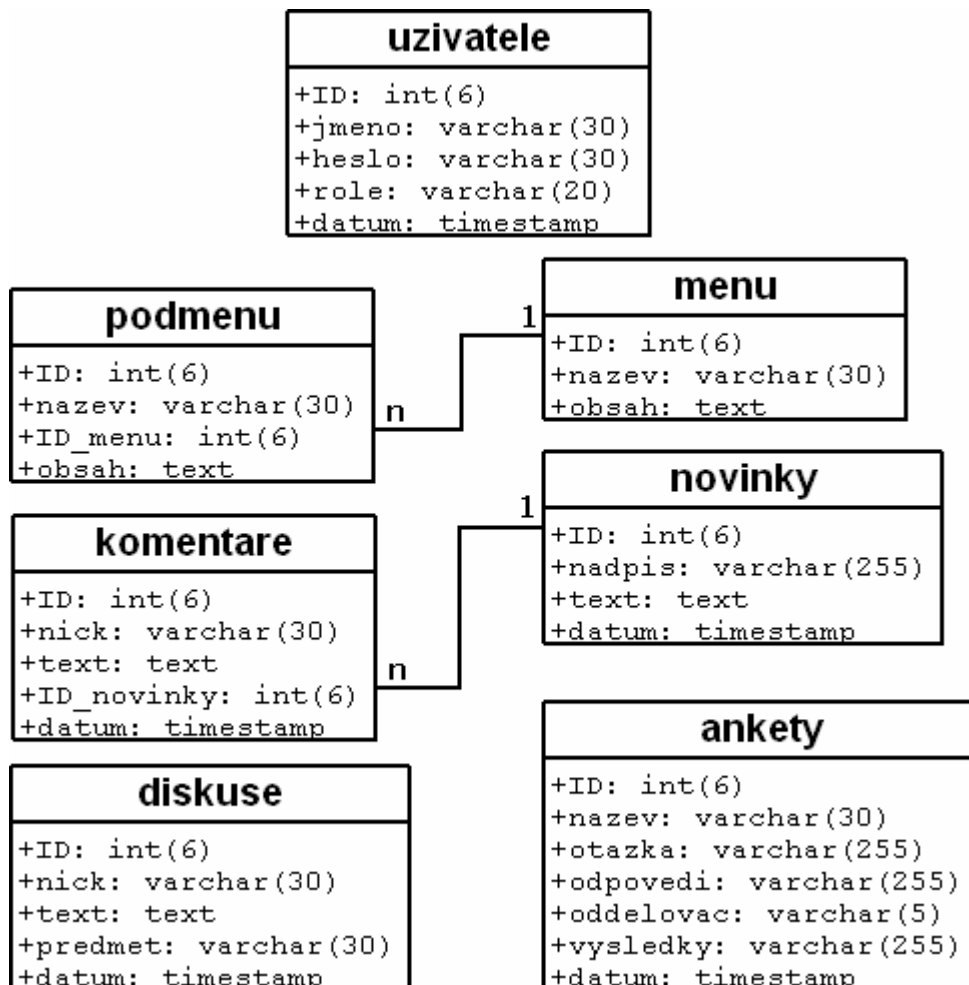 uzivatele
+ID: int(6)
+jmeno: varchar(30)
+heslo: varchar(30)
+role: varchar(20)
+datum: timestamp
podmenu
+ID: int(6)
+nazev: varchar(30)
+ID_menu: int(6)
+obsah: text
n
1
menu
+ID: int(6)
+nazev: varchar(30)
+obsah: text
komentare
+ID: int(6)
+nick: varchar(30)
+text: text
+ID_novinky: int(6)
+datum: timestamp
n
1
novinky
+ID: int(6)
+nadpis: varchar(255)
+text: text
+datum: timestamp
diskuse
+ID: int(6)
+nick: varchar(30)
+text: text
+predmet: varchar(30)
+datum: timestamp
ankety
+ID: int(6)
+nazev: varchar(30)
+otazka: varchar(255)
+odpovedi: varchar(255)
+oddelovac: varchar(5)
+vysledky: varchar(255)
+datum: timestamp